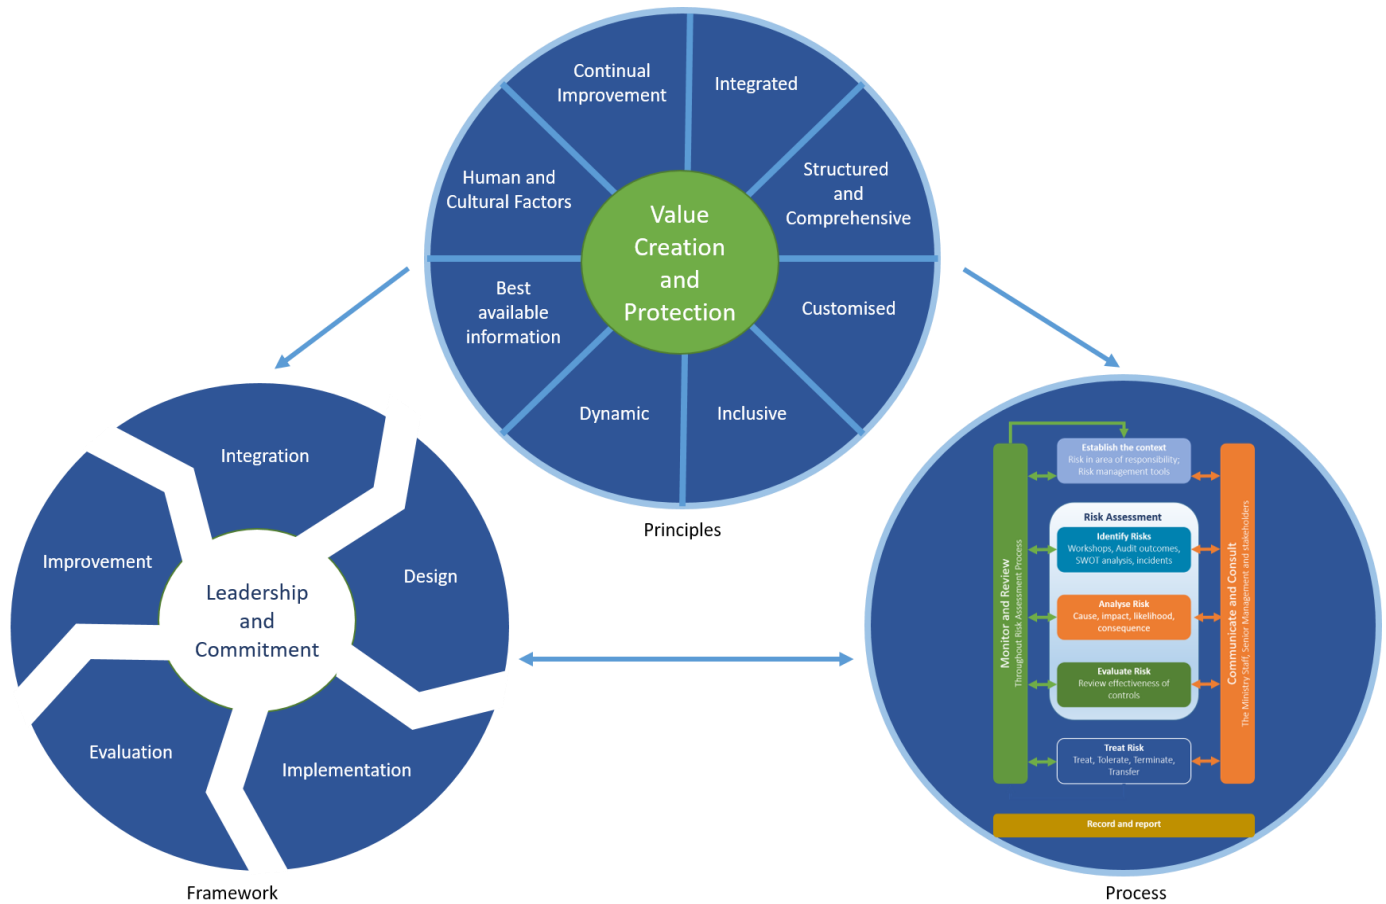 Continual
Improvement
Integrated
Structured
and
Comprehensive
Customised
Inclusive
Dynamic
Best
available
information
Human and
Cultural Factors
Value
Creation
and
Protection
Principles
Integration
Design
Implementation
Evaluation
Improvement
Leadership
and
Commitment
Framework
Establish the context
Risk in area of responsibility;
Risk management tools
Risk Assessment
Identify Risks
Workshops, Audit outcomes,
SWOT analysis, incidents
Analyse Risk
Cause, impact, likelihood,
consequence
Evaluate Risk
Review effectiveness of
controls
Treat Risk
Treat, Tolerate, Terminate,
Transfer
Monitor and Review
Throughout Risk Assessment Process
Communicate and Consult
The Ministry Staff, Senior Management and stakeholders
Record and report
Process